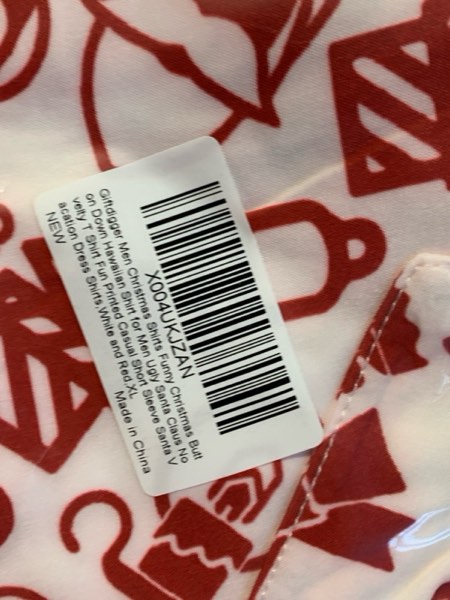 X004UKJZAN
Giftdigger Men Christmas Shirts Funny Christmas Butt
on Down Hawaiian Shirt for Men Ugly Santa Claus No
velty T Shirt Fun Printed Casual Short Sleeve Santa V
acation Dress Shirts,White and Red,XL
NEW
Made in China